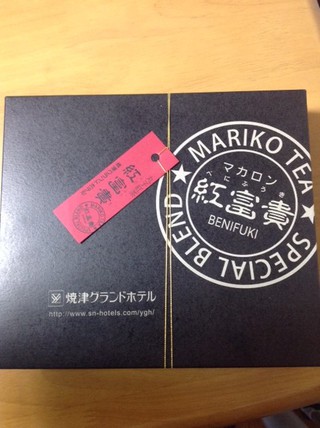 ★ MARIKO TEA ★
マカロン
べにふうき
紅富貴
BENIFUKI
SPECIAL BLEND
紅富貴
焼津グランドホテル
http://www.sn-hotels.com/ygh/